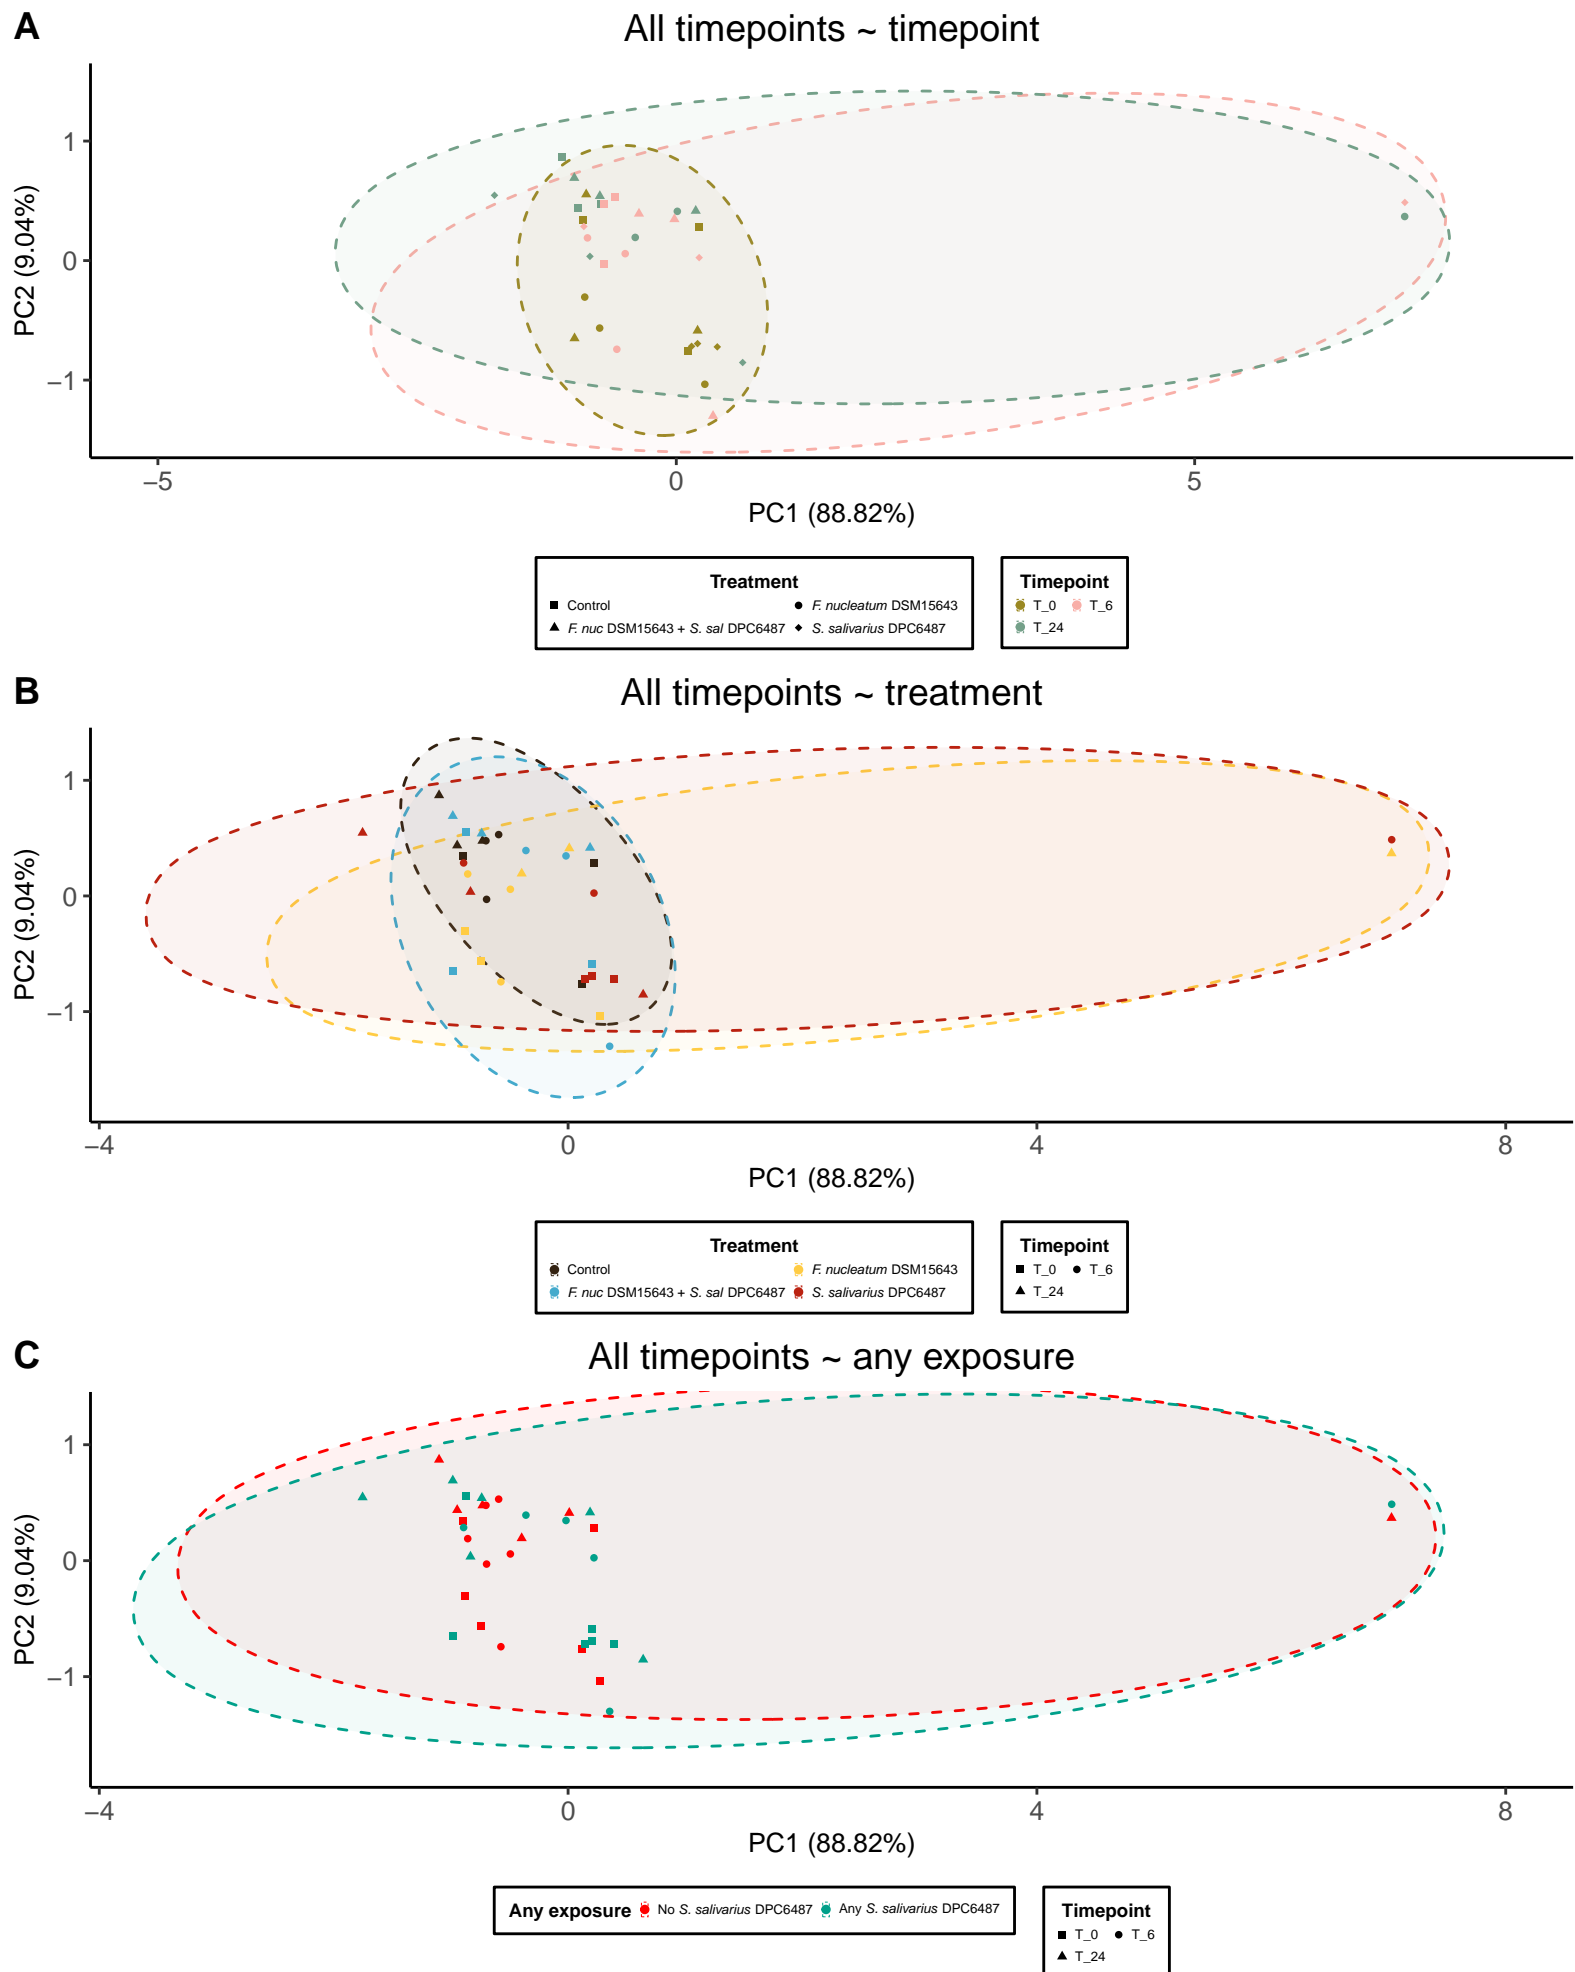 A
All timepoints ~ timepoint
PC2 (9.04%)
1
0
−1
−5 0 5
PC1 (88.82%)
Treatment
Control F. nucleatum DSM15643
F. nuc DSM15643 + S. sal DPC6487 S. salivarius DPC6487
Timepoint
T_0 T_6
T_24
B
All timepoints ~ treatment
PC2 (9.04%)
1
0
−1
−4 0 4 8
PC1 (88.82%)
Treatment
Control F. nucleatum DSM15643
F. nuc DSM15643 + S. sal DPC6487 S. salivarius DPC6487
Timepoint
T_0 T_6
T_24
C
All timepoints ~ any exposure
PC2 (9.04%)
1
0
−1
−4 0 4 8
PC1 (88.82%)
Any exposure No S. salivarius DPC6487 Any S. salivarius DPC6487
Timepoint
T_0 T_6
T_24